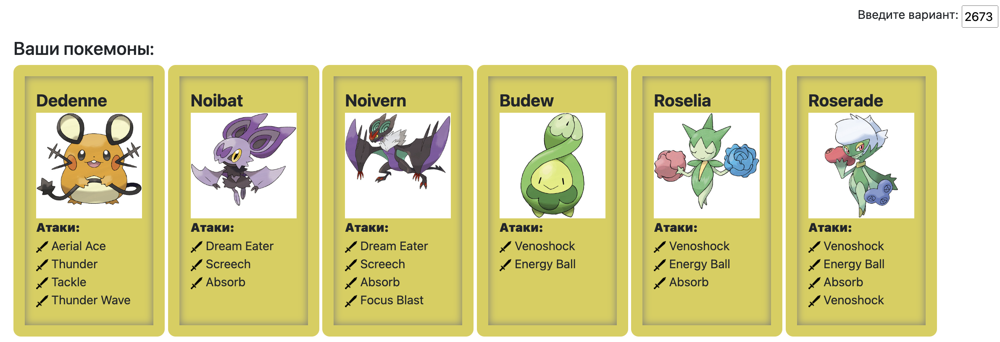 Введите вариант: 2673
Ваши покемоны:
Dedenne
Атаки:
Aerial Ace
Thunder
Tackle
Thunder Wave
Noibat
Атаки:
Dream Eater
Screech
Absorb
Noivern
Атаки:
Dream Eater
Screech
Absorb
Focus Blast
Budew
Атаки:
Venoshock
Energy Ball
Roselia
Атаки:
Venoshock
Energy Ball
Absorb
Roserade
Атаки:
Venoshock
Energy Ball
Absorb
Venoshock